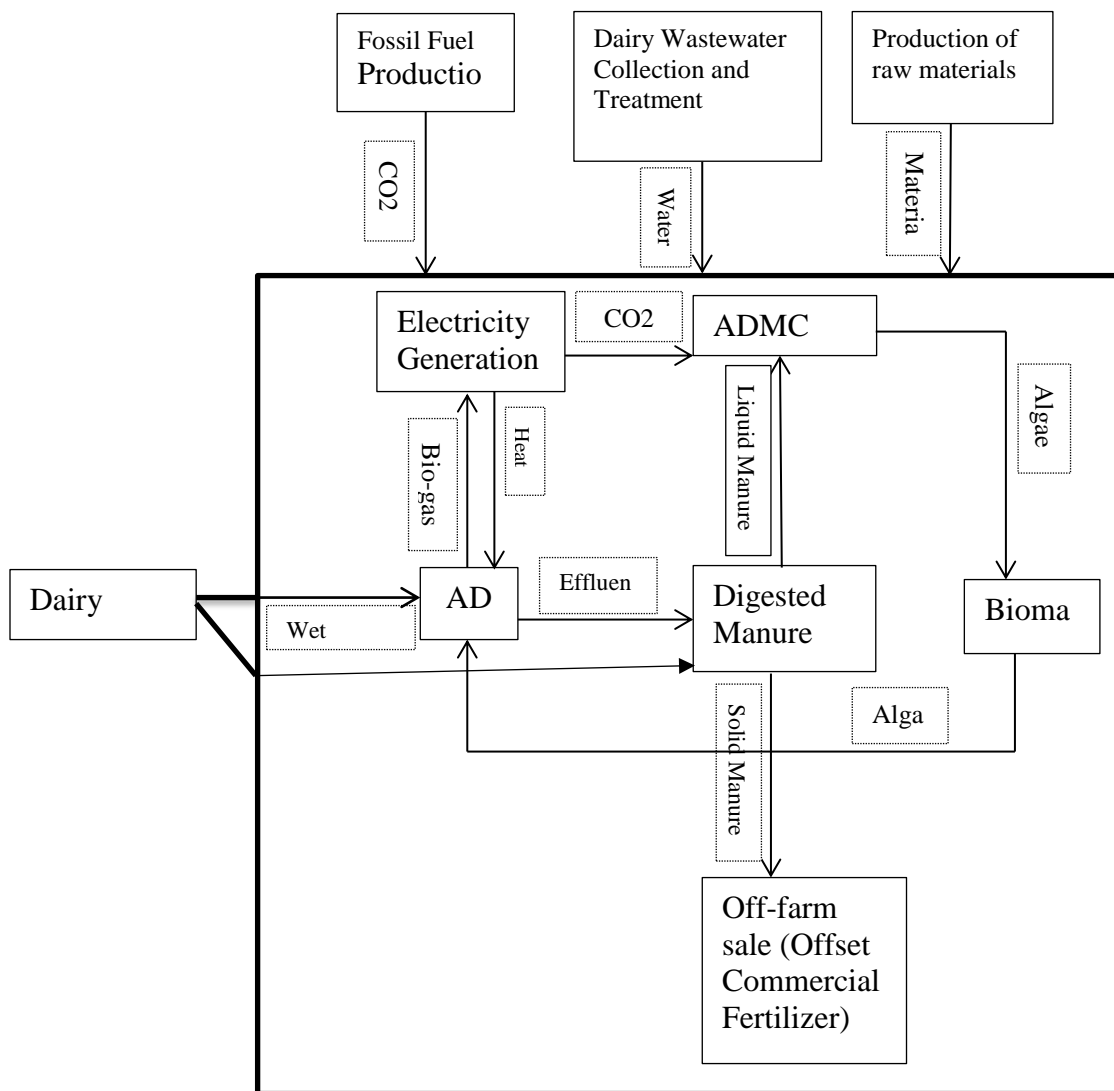 Fossil Fuel
Productio
Dairy Wastewater
Collection and
Treatment
Production of
raw materials
CO2
Water
Materia
Electricity
Generation
CO2
ADMC
Bio-gas
Heat
Liquid Manure
Algae
Dairy
Wet
AD
Effluen
Digested
Manure
Bioma
Solid Manure
Alga
Off-farm
sale (Offset
Commercial
Fertilizer)